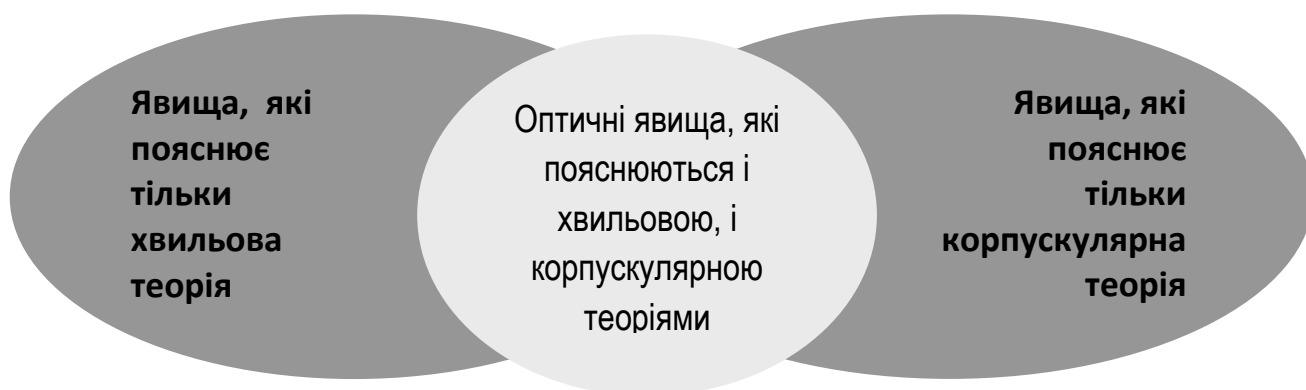 Явища,  які
пояснює
тільки
хвильова
теорія
Оптичні явища, які
пояснюються і
хвильовою, і
корпускулярною
теоріями
Явища, які
пояснює
тільки
корпускулярна
теорія